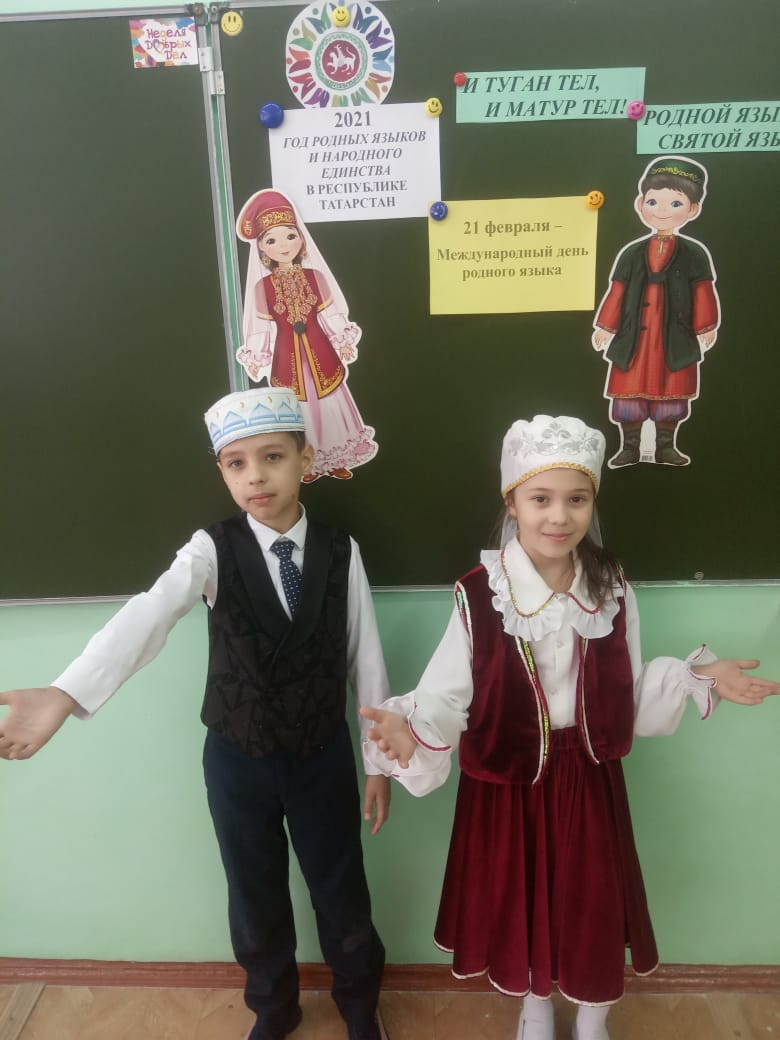 Неделя
Добрых
Дел
2021
ГОД РОДНЫХ ЯЗЫКОВ
И НАРОДНОГО
ЕДИНСТВА
В РЕСПУБЛИКЕ
ТАТАРСТАН
И ТУГАН ТЕЛ,
И МАТУР ТЕЛ!
РОДНОЙ ЯЗЫ
СВЯТОЙ ЯЗЫ
21 февраля –
Международный день
родного языка